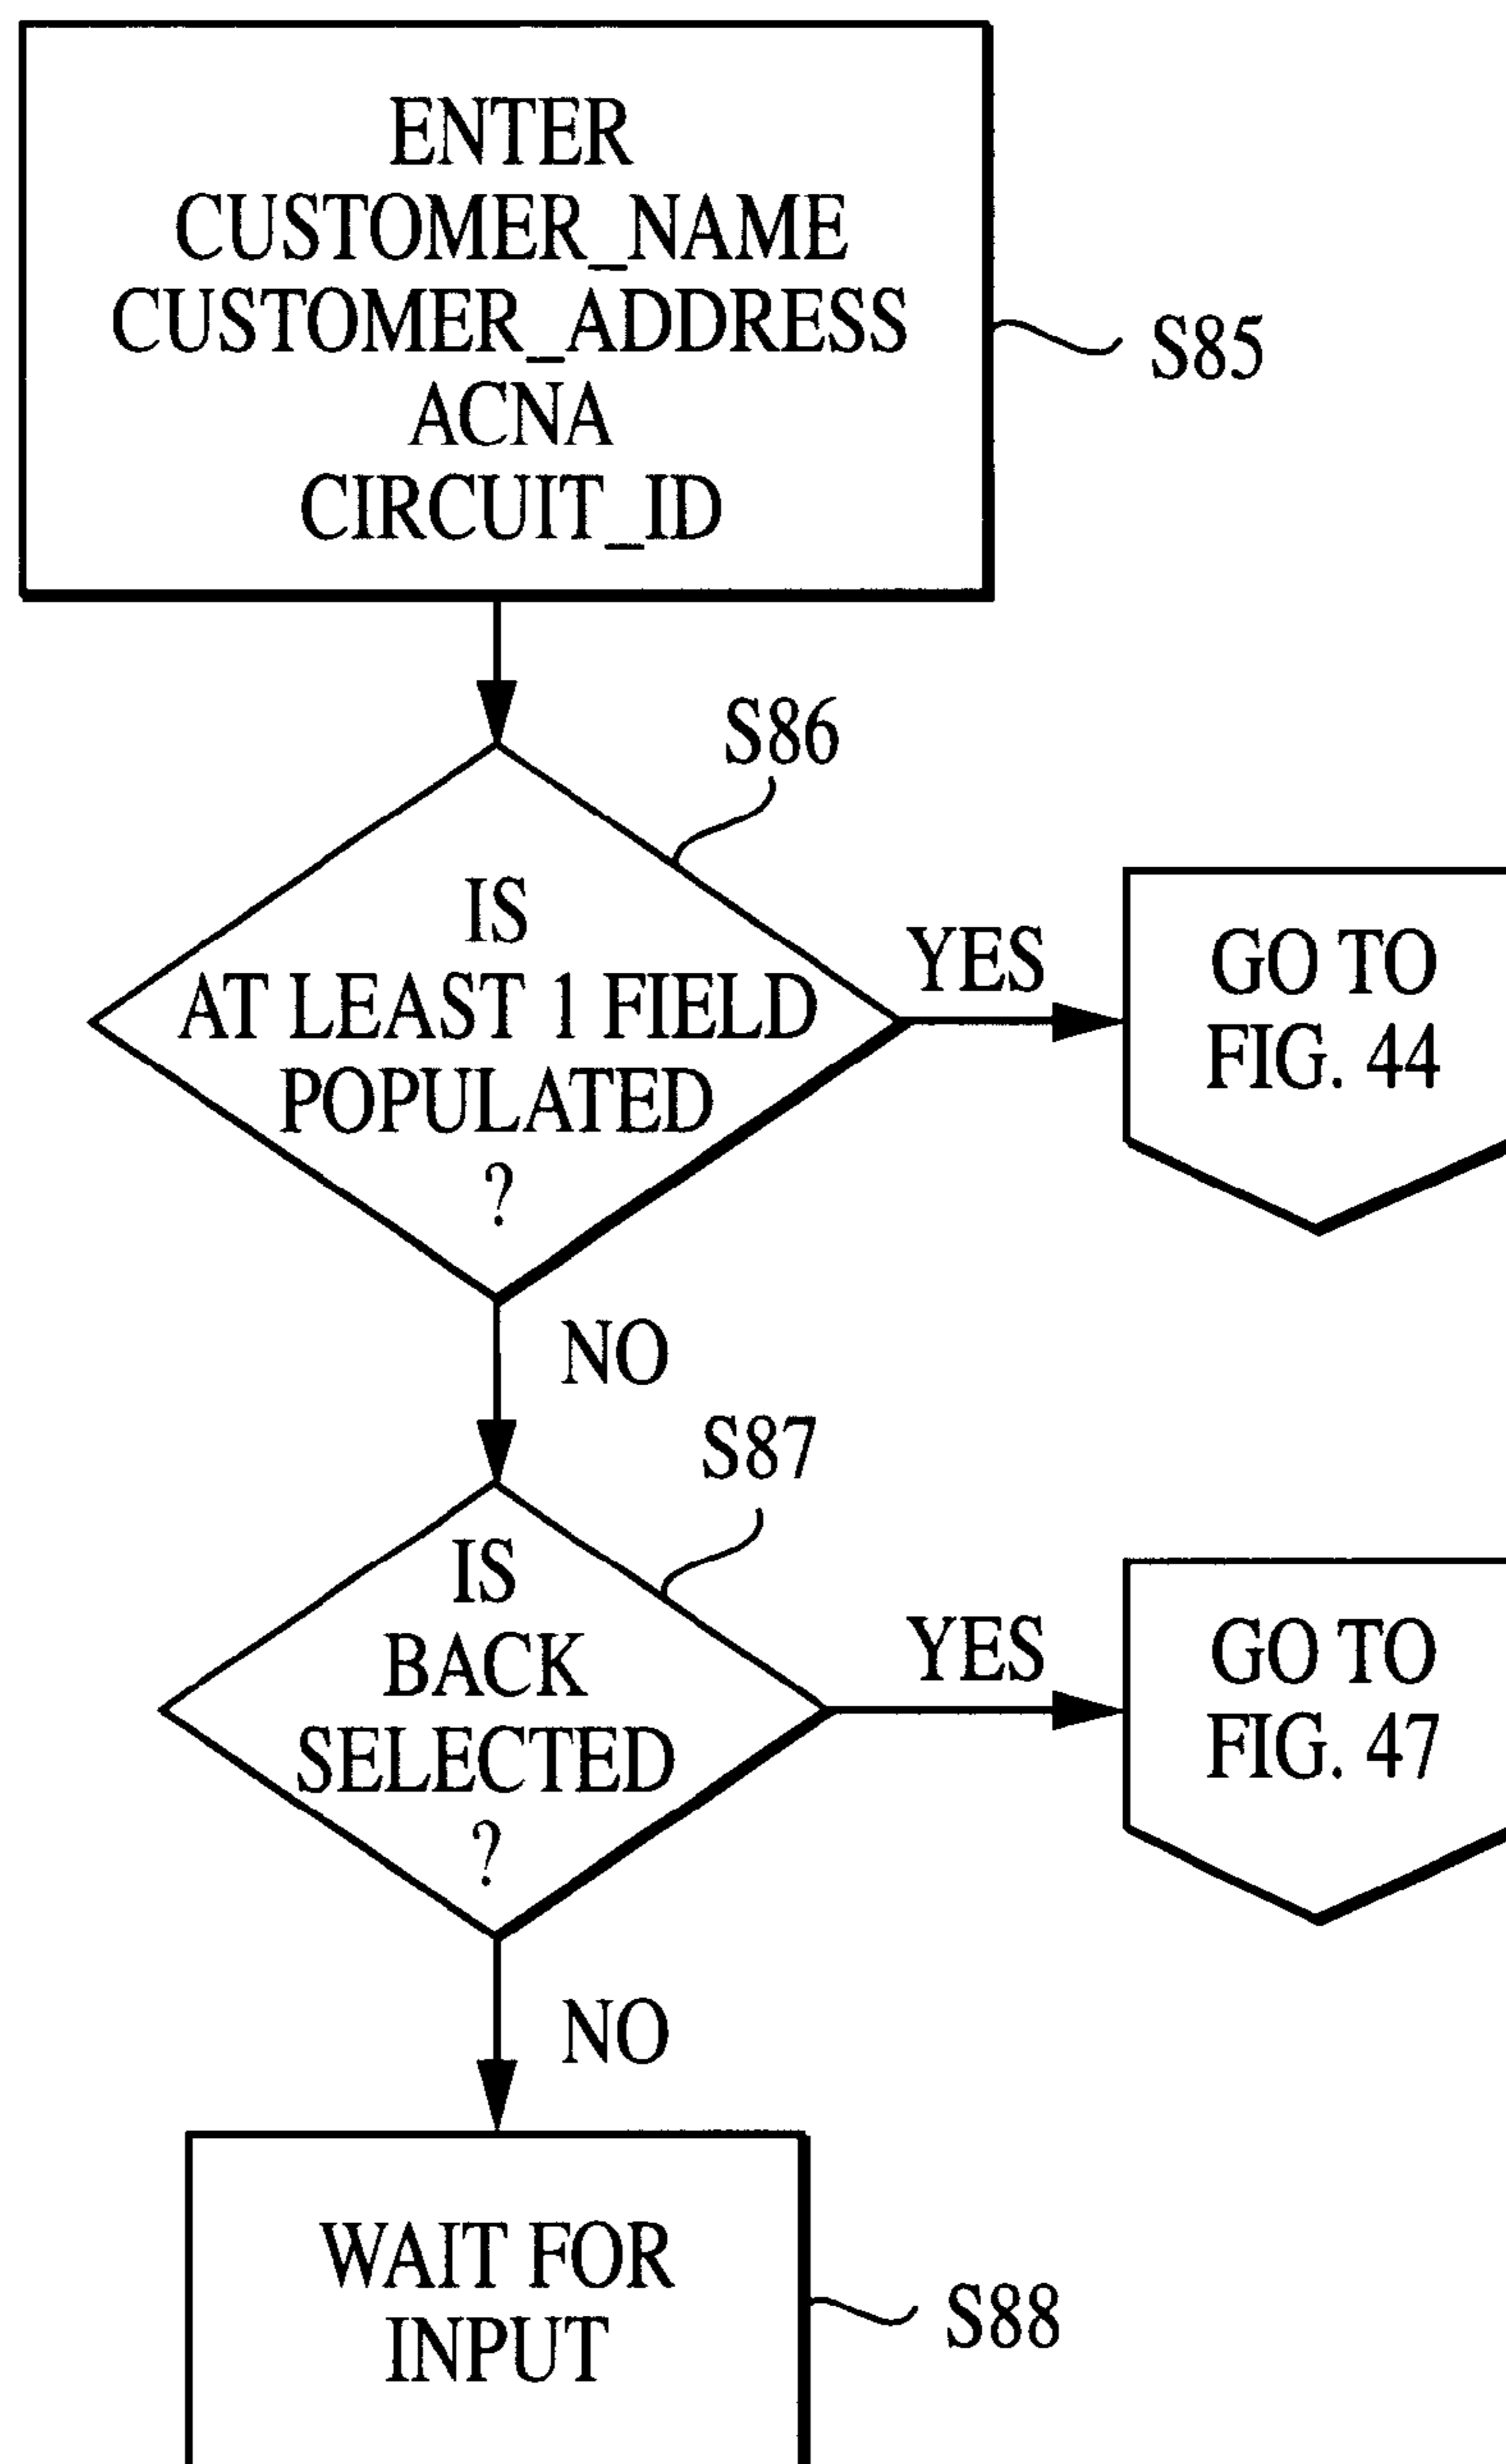 ENTER
CUSTOMER_NAME
CUSTOMER_ADDRESS
ACNA
CIRCUIT_ID
S85
S86
IS
AT LEAST 1 FIELD
POPULATED
?
YES
GO TO
FIG. 44
NO
S87
IS
BACK
SELECTED
?
YES
GO TO
FIG. 47
NO
WAIT FOR
INPUT
S88